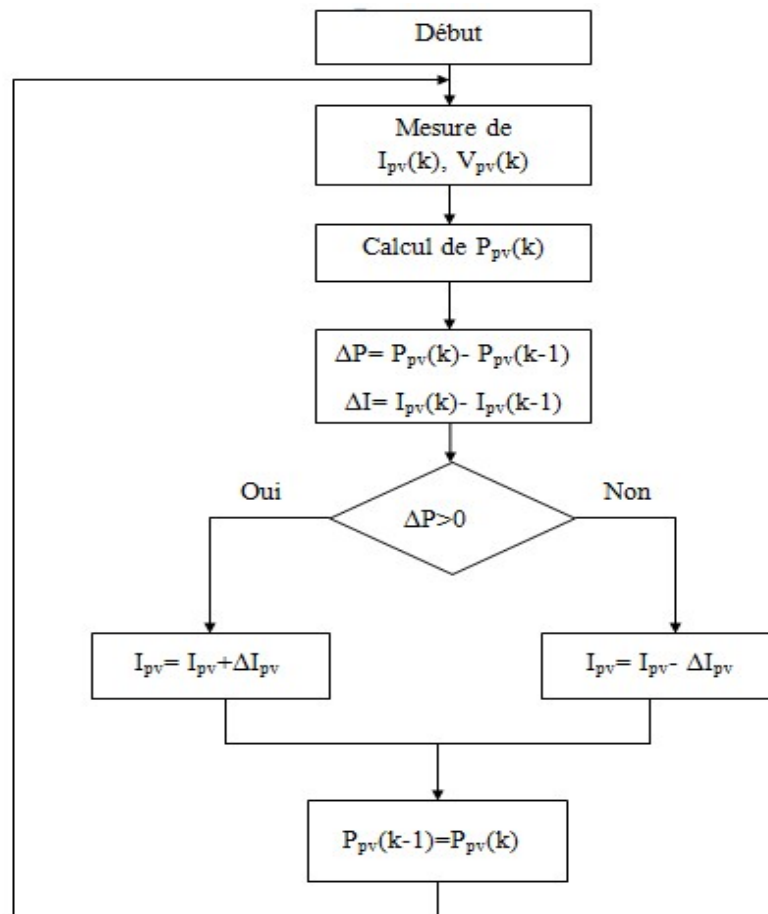 Début
Mesure de
Ipv(k), Vpv(k)
Calcul de Ppv(k)
ΔP= Ppv(k)- Ppv(k-1)
ΔI= Ipv(k)- Ipv(k-1)
Oui
Non
ΔP>0
Ipv= Ipv+ΔIpv
Ipv= Ipv- ΔIpv
Ppv(k-1)=Ppv(k)